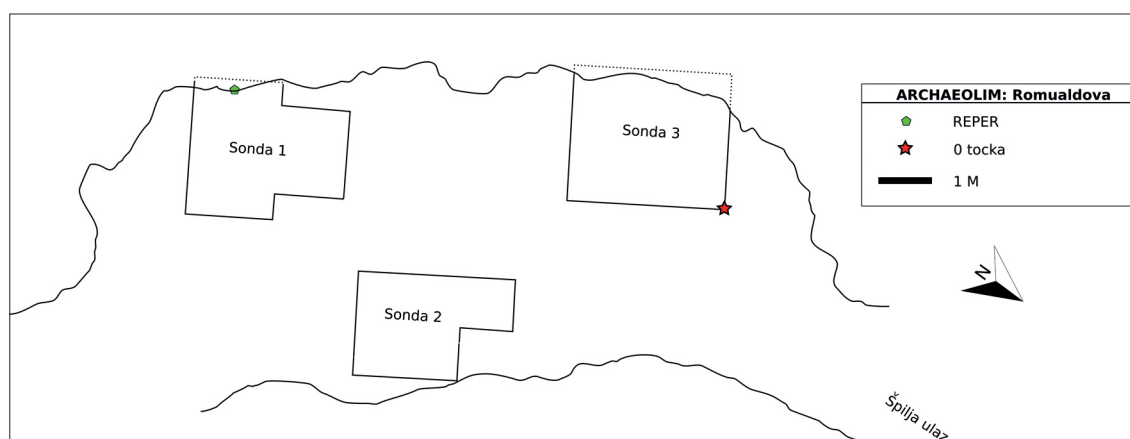 ARCHAEOLIM: Romualdova
REPER
0 tocka
1 M
Sonda 1
Sonda 3
Sonda 2
N
Špilja ulaz